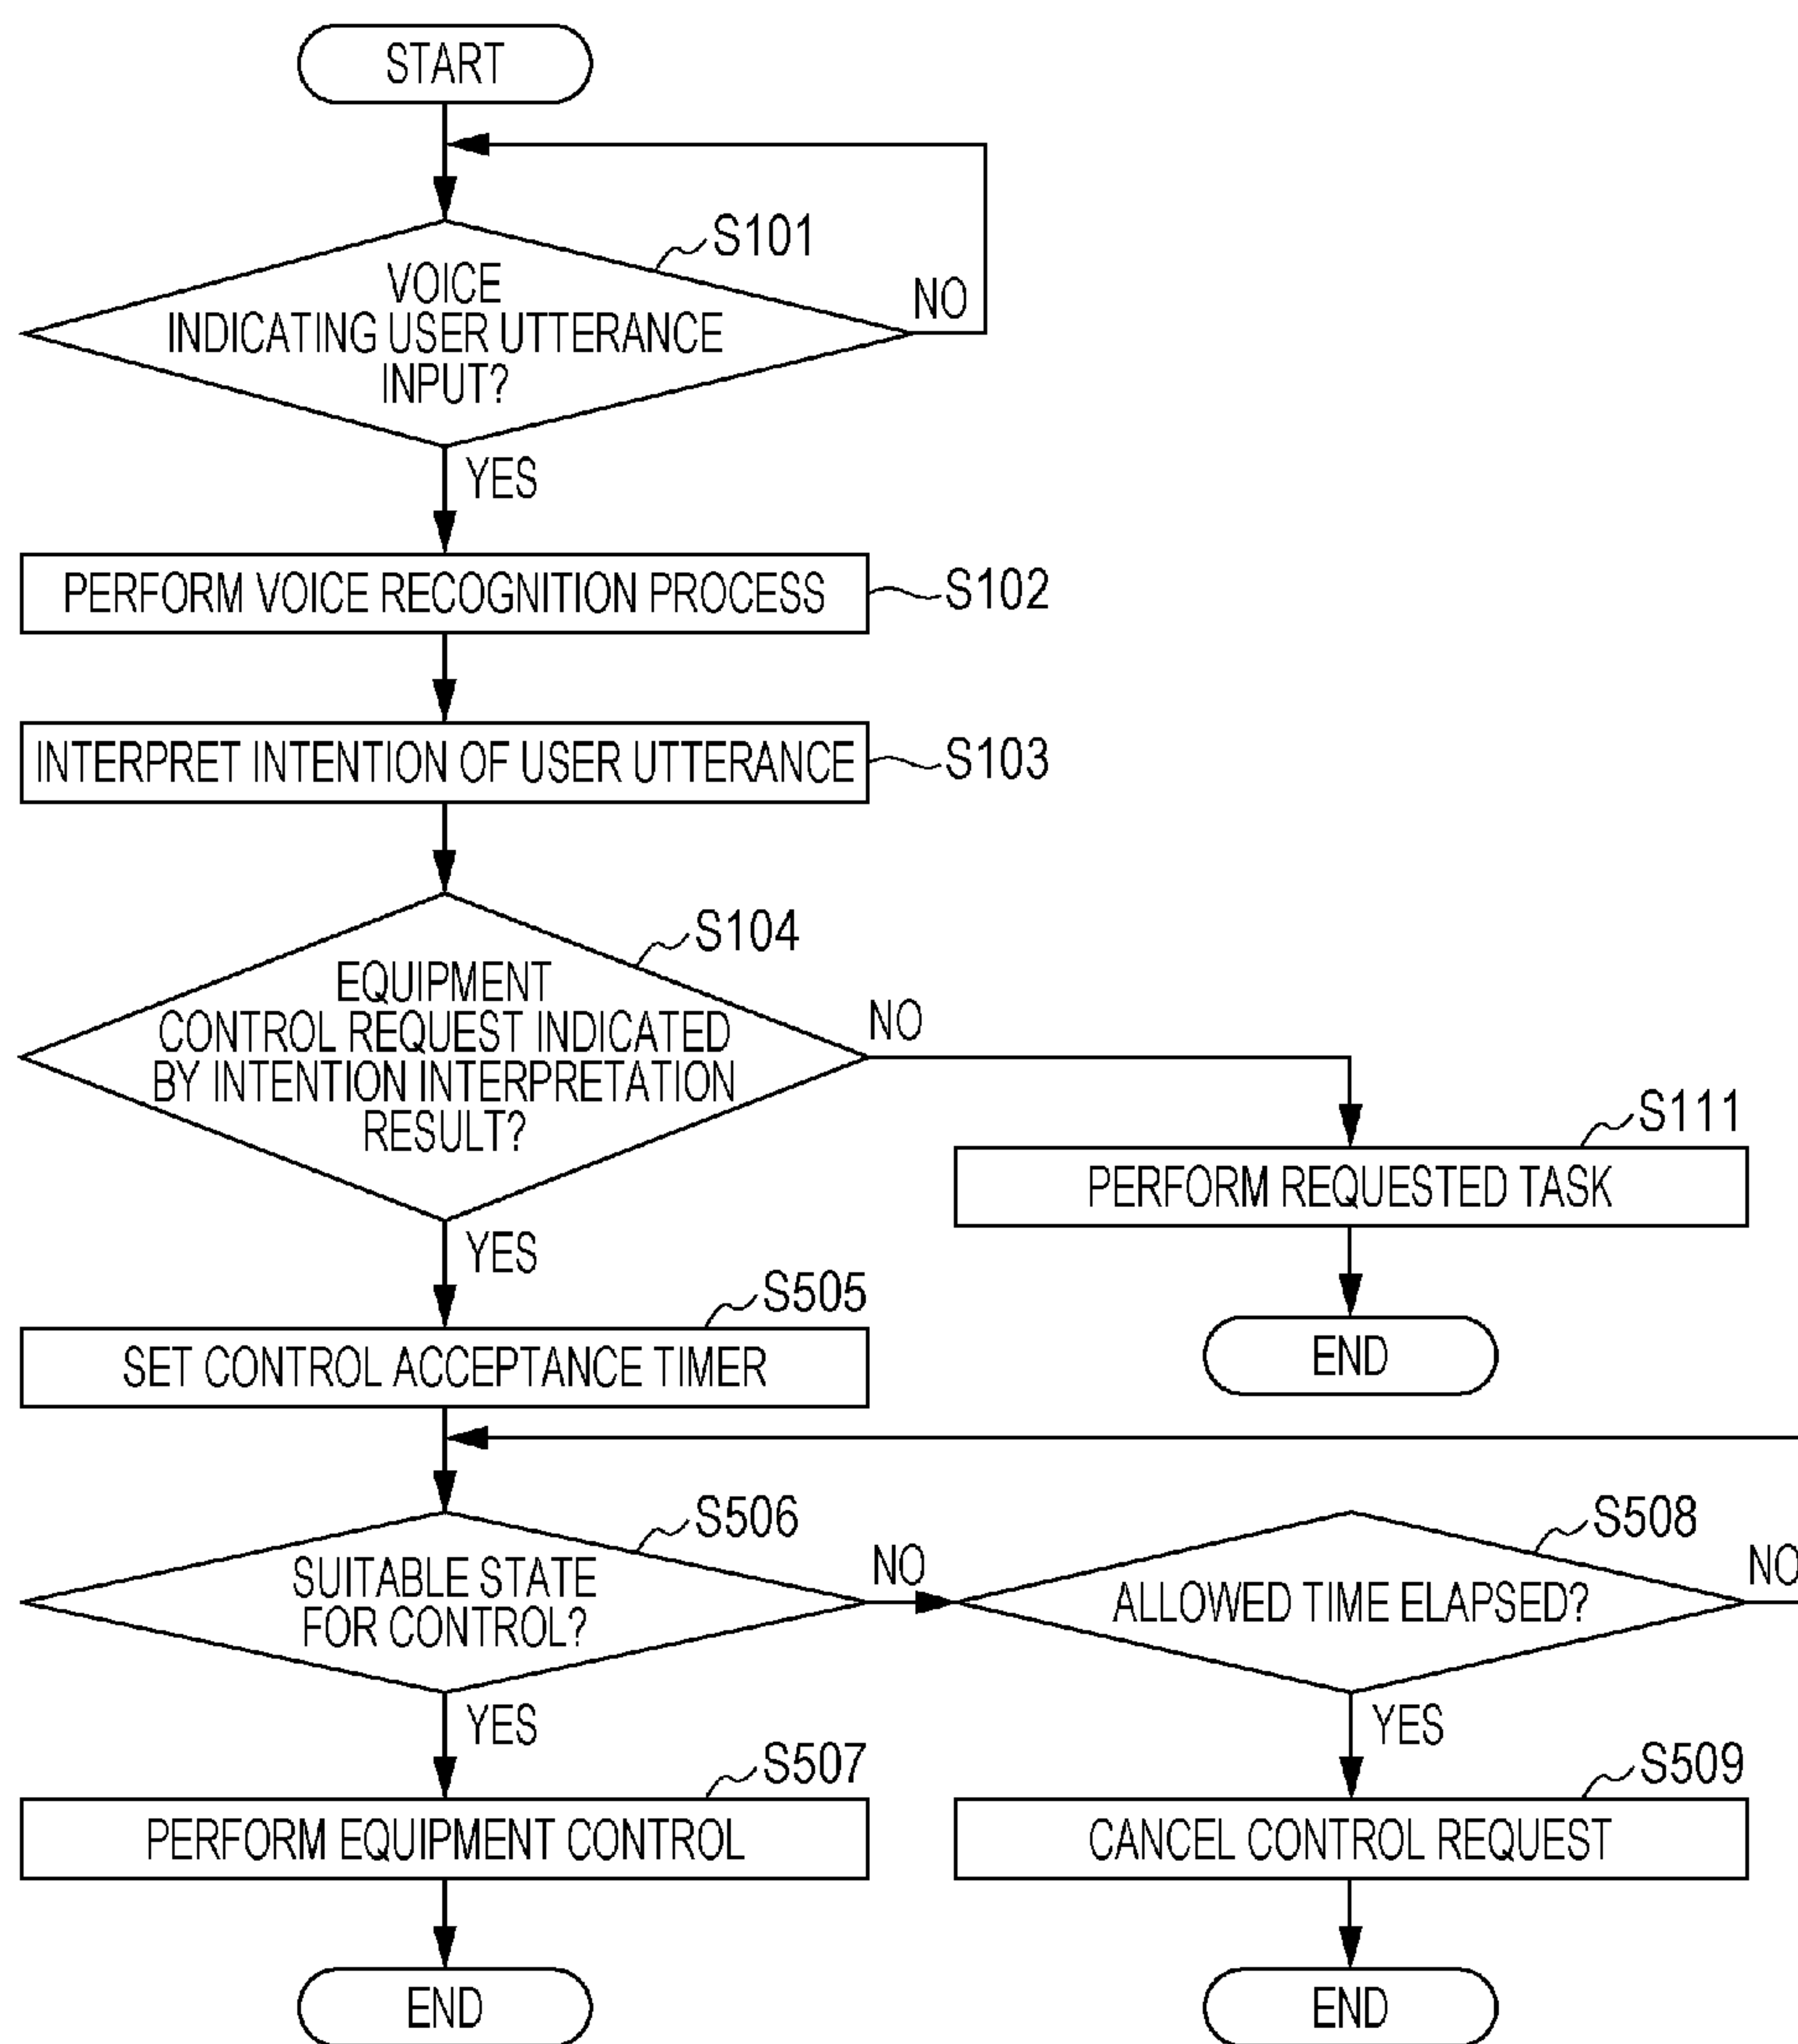 START
S101
VOICE
INDICATING USER UTTERANCE
INPUT?
NO
YES
PERFORM VOICE RECOGNITION PROCESS
S102
INTERPRET INTENTION OF USER UTTERANCE
S103
S104
EQUIPMENT
CONTROL REQUEST INDICATED
BY INTENTION INTERPRETATION
RESULT?
NO
S111
PERFORM REQUESTED TASK
END
YES
S505
SET CONTROL ACCEPTANCE TIMER
S506
SUITABLE STATE
FOR CONTROL?
NO
S508
ALLOWED TIME ELAPSED?
NO
YES
S507
PERFORM EQUIPMENT CONTROL
END
YES
S509
CANCEL CONTROL REQUEST
END